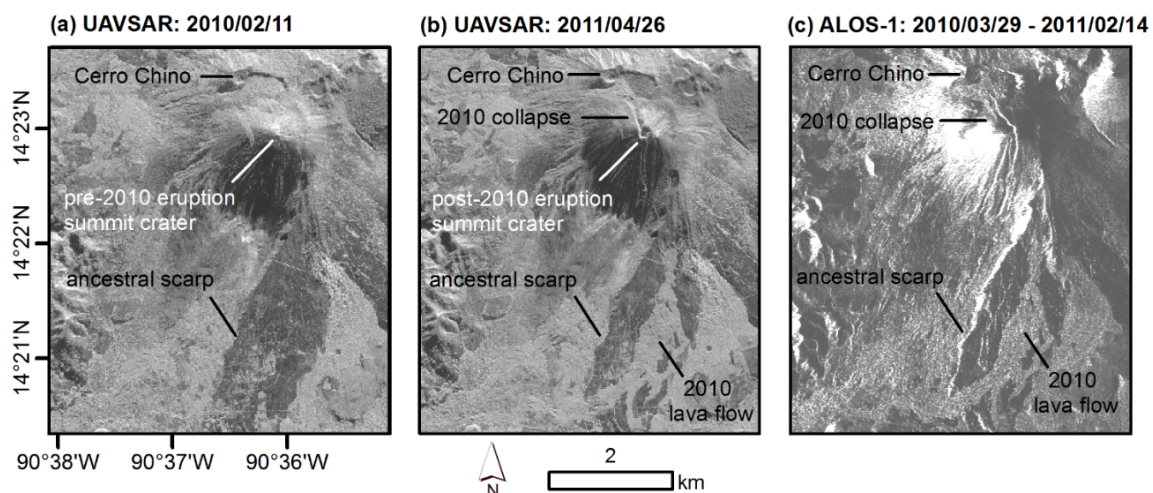 (a) UAVSAR: 2010/02/11
(b) UAVSAR: 2011/04/26
(c) ALOS-1: 2010/03/29 - 2011/02/14
Cerro Chino
pre-2010 eruption
summit crater
ancestral scarp
Cerro Chino
2010 collapse
post-2010 eruption
summit crater
ancestral scarp
2010
lava flow
Cerro Chino
2010 collapse
ancestral scarp
2010
lava flow
14°23'N
14°22'N
14°21'N
90°38'W
90°37'W
90°36'W
N
2
km